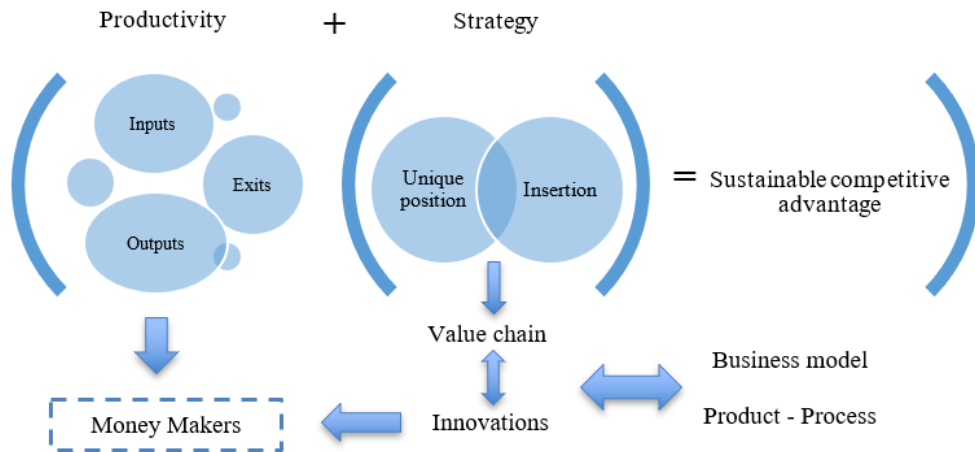 Productivity + Strategy
Inputs
Exits
Outputs
Unique
position
Insertion
= Sustainable competitive
advantage
Value chain
Business model
Money Makers
Innovations
Product - Process